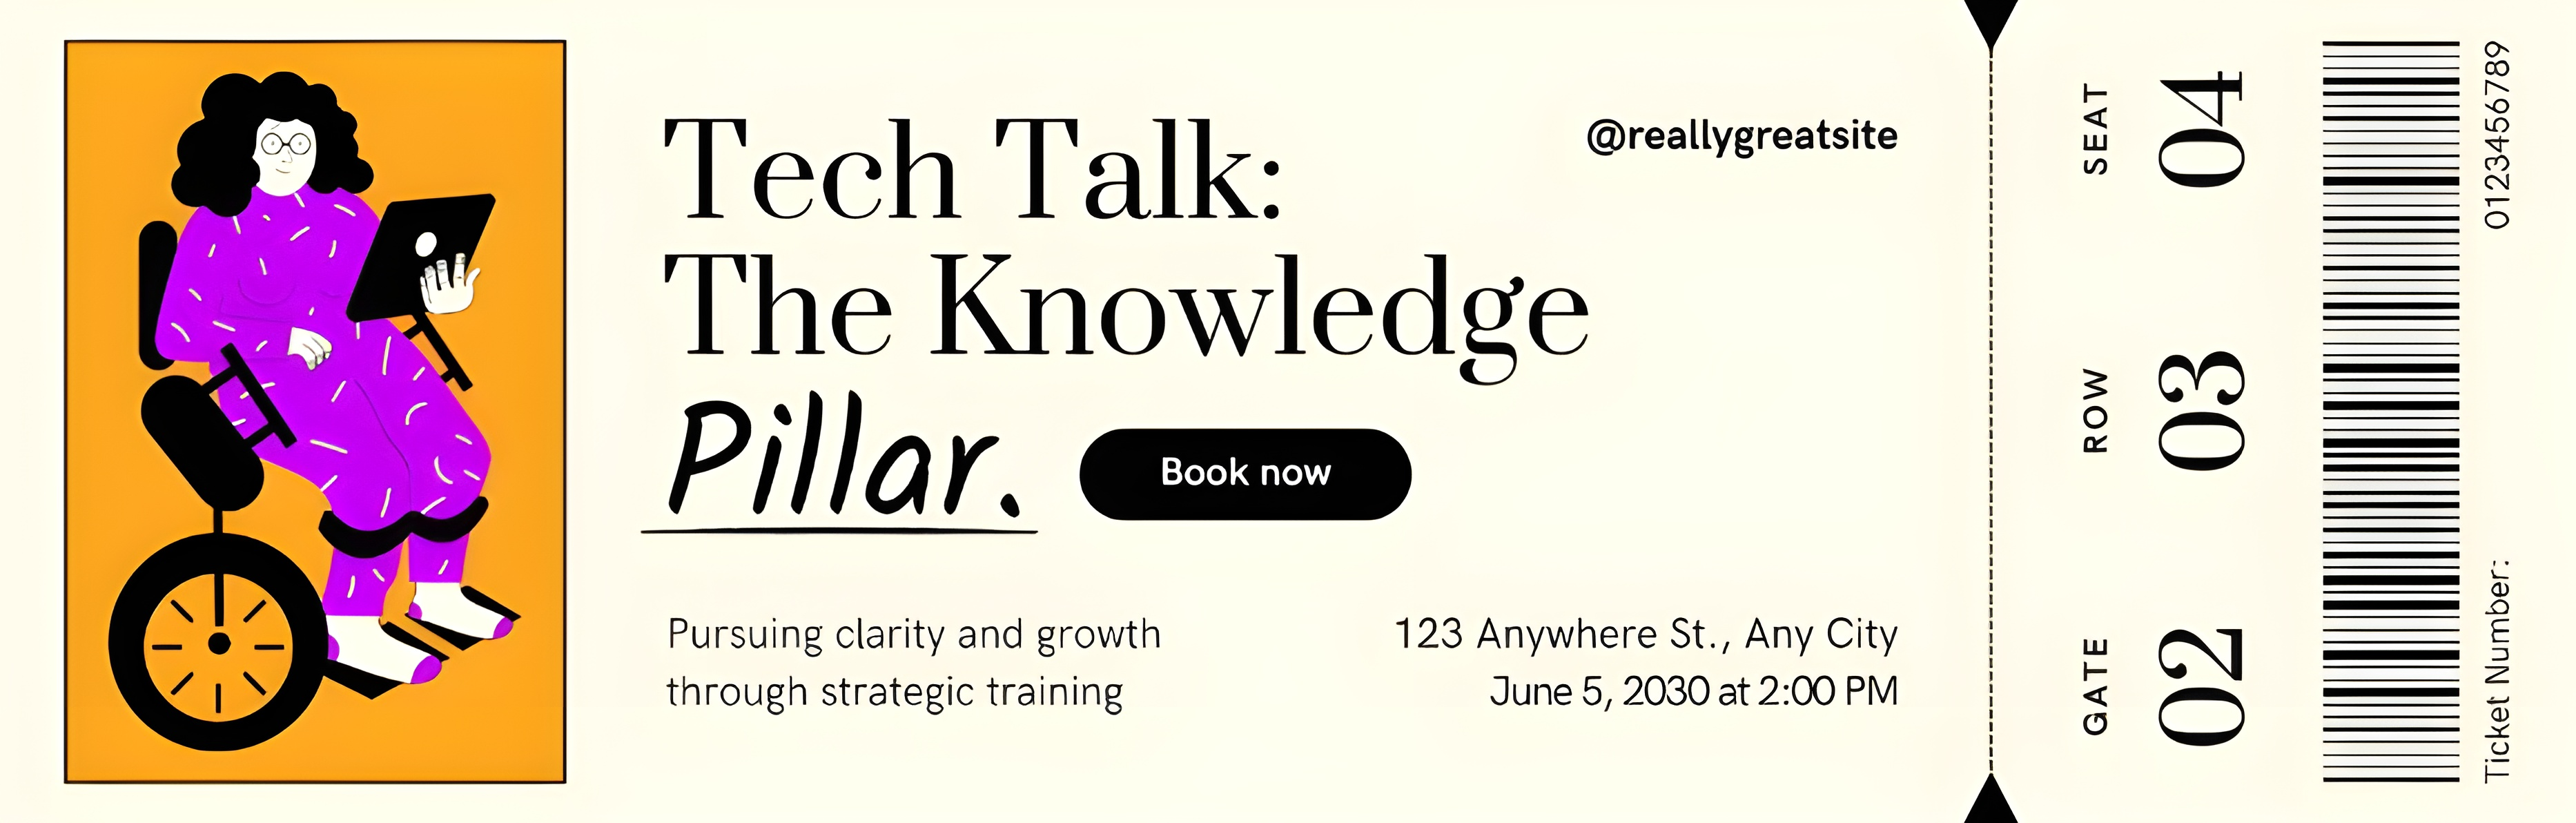 Tech Talk:
The Knowledge
Pillar.
Book now
@reallygreatsite
Pursuing clarity and growth
through strategic training
123 Anywhere St., Any City
June 5, 2030 at 2:00 PM
GATE
02
ROW
03
SEAT
04
Ticket Number: 0123456789